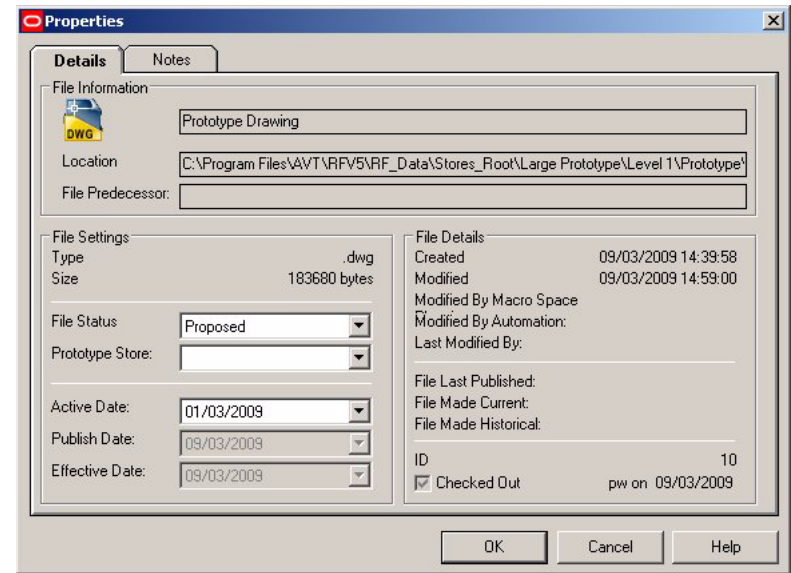 Properties
Details Notes
File Information
DWG
Prototype Drawing
Location C:\Program Files\AVT\RFV5\RF_Data\Stores_Root\Large Prototype\Level 1\Prototype\
File Predecessor:
File Settings
Type .dwg
Size 183680 bytes
File Status Proposed
Prototype Store:
Active Date: 01/03/2009
Publish Date: 09/03/2009
Effective Date: 09/03/2009
File Details
Created 09/03/2009 14:39:58
Modified 09/03/2009 14:59:00
Modified By Macro Space
Modified By Automation:
Last Modified By:
File Last Published:
File Made Current:
File Made Historical:
ID 10
Checked Out pw on 09/03/2009
OK Cancel Help